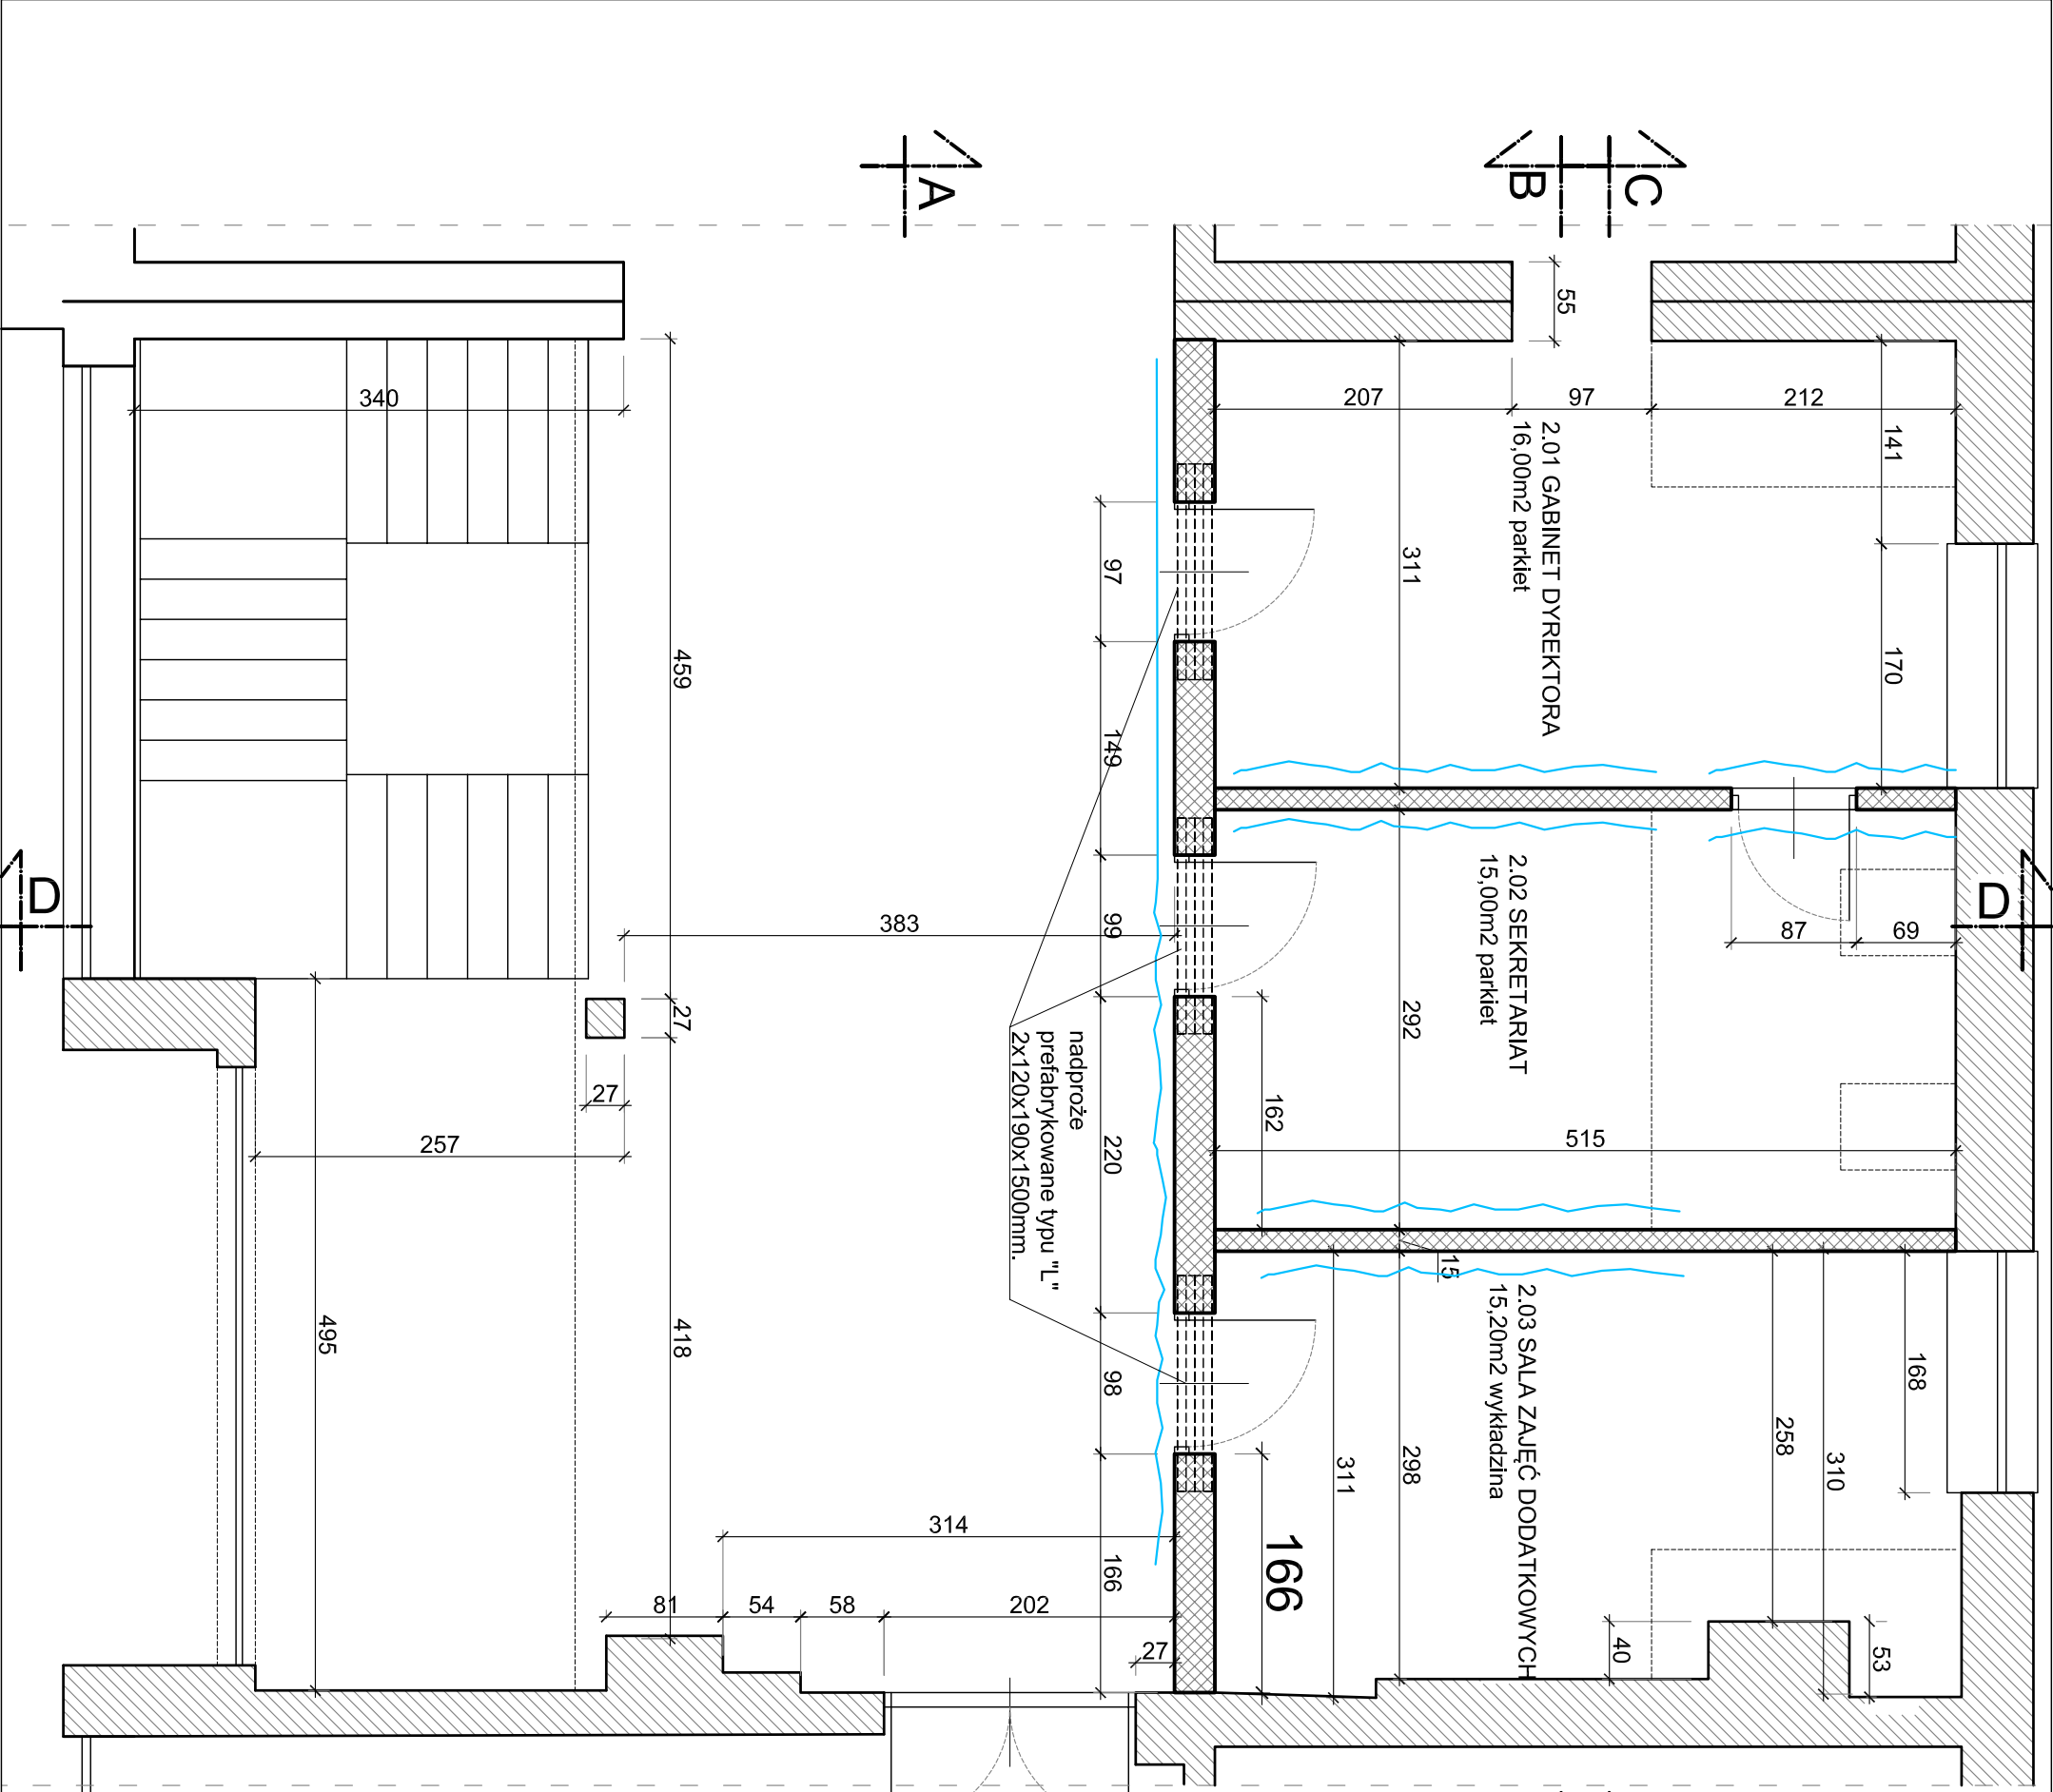 A
B
C
55
340
207
97
212
141
2.01 GABINET DYREKTORA
16,00m2 parkiet
311
97
170
459
149
2.02 SEKRETARIAT
15,00m2 parkiet
D
D
383
99
87
69
27
292
nadproże
prefabrykowane typu "L"
2x120x190x1500mm.
27
162
257
220
515
15
2.03 SALA ZAJĘĆ DODATKOWYCH
15,20m2 wykładzina
495
418
98
168
258
310
298
311
314
166
166
81
54
58
202
27
40
53